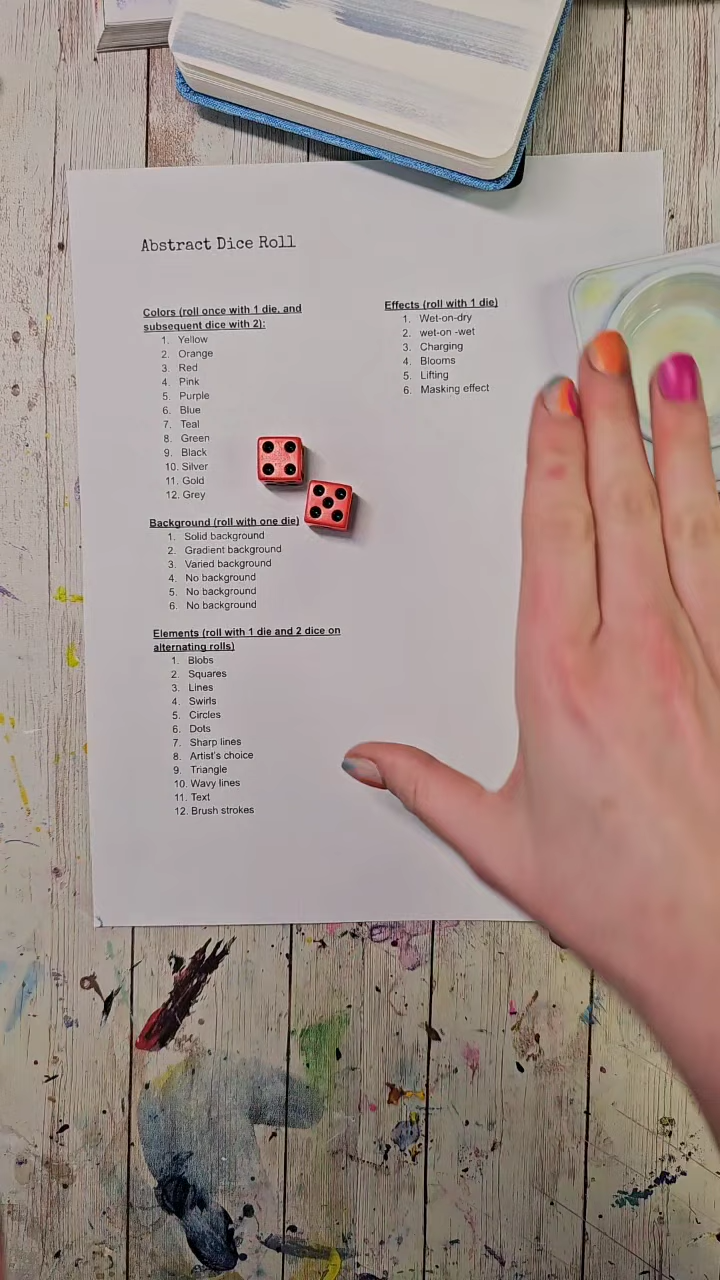 Abstract Dice Roll
Colors (roll once with 1 die, and
subsequent dice with 2):
1. Yellow
2. Orange
3. Red
4. Pink
5. Purple
6. Blue
7. Teal
8. Green
9. Black
10. Silver
11. Gold
12. Grey
Background (roll with one die)
1. Solid background
2. Gradient background
3. Varied background
4. No background
5. No background
6. No background
Elements (roll with 1 die and 2 dice on
alternating rolls)
1. Blobs
2. Squares
3. Lines
4. Swirls
5. Circles
6. Dots
7. Sharp lines
8. Artist's choice
9. Triangle
10. Wavy lines
11. Text
12. Brush strokes
Effects (roll with 1 die)
1. Wet-on-dry
2. wet-on -wet
3. Charging
4. Blooms
5. Lifting
6. Masking effect